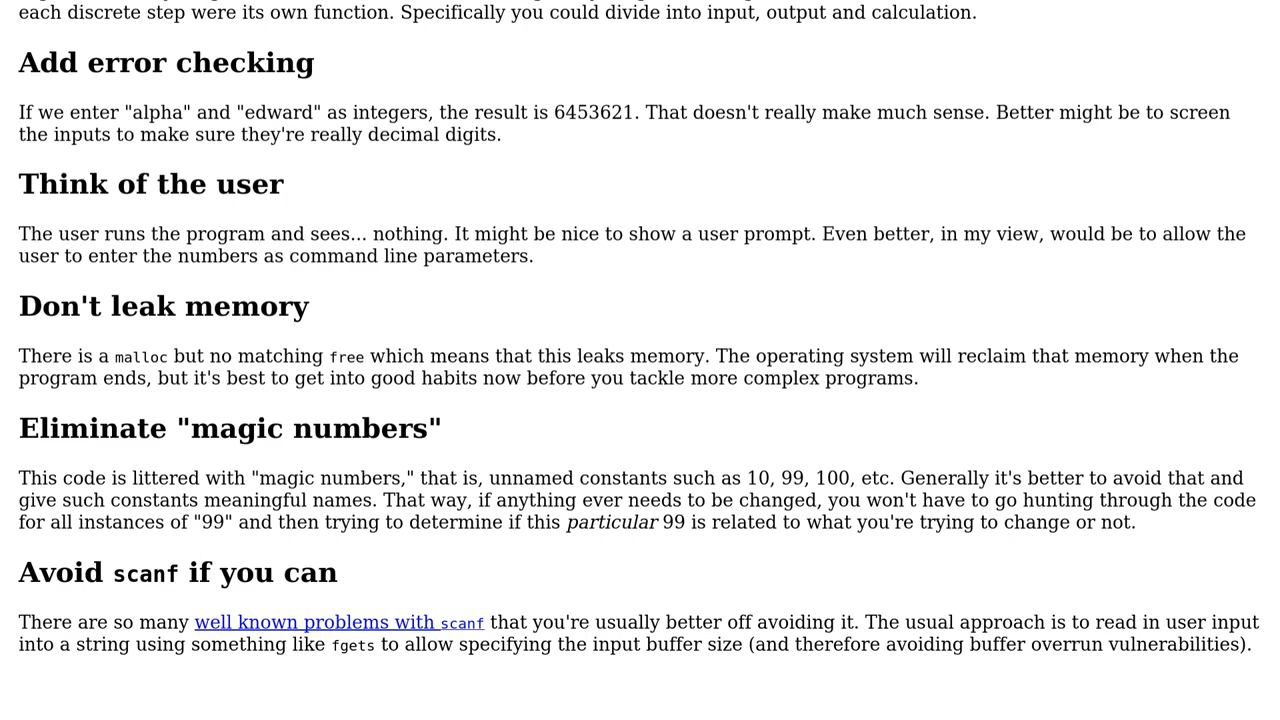 each discrete step were its own function. Specifically you could divide into input, output and calculation.
Add error checking
If we enter "alpha" and "edward" as integers, the result is 6453621. That doesn't really make much sense. Better might be to screen
the inputs to make sure they're really decimal digits.
Think of the user
The user runs the program and sees... nothing. It might be nice to show a user prompt. Even better, in my view, would be to allow the
user to enter the numbers as command line parameters.
Don't leak memory
There is a malloc but no matching free which means that this leaks memory. The operating system will reclaim that memory when the
program ends, but it's best to get into good habits now before you tackle more complex programs.
Eliminate "magic numbers"
This code is littered with "magic numbers," that is, unnamed constants such as 10, 99, 100, etc. Generally it's better to avoid that and
give such constants meaningful names. That way, if anything ever needs to be changed, you won't have to go hunting through the code
for all instances of "99" and then trying to determine if this particular 99 is related to what you're trying to change or not.
Avoid scanf if you can
There are so many well known problems with scanf that you're usually better off avoiding it. The usual approach is to read in user input
into a string using something like fgets to allow specifying the input buffer size (and therefore avoiding buffer overrun vulnerabilities).